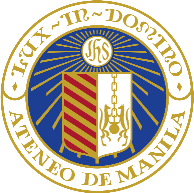 LUX-IN-DOMINO
IHS
ATENEO DE MANILA